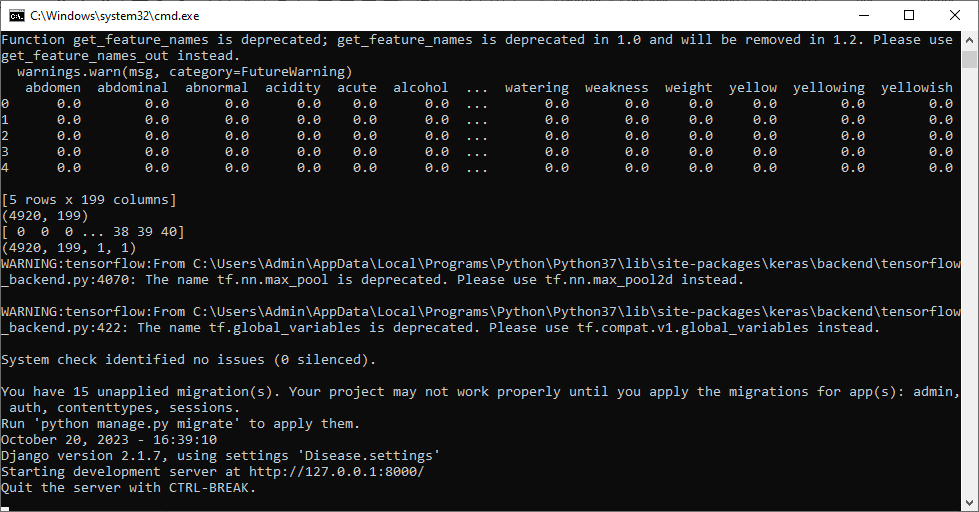 C:\Windows\system32\cmd.exe
Function get_feature_names is deprecated; get_feature_names is deprecated in 1.0 and will be removed in 1.2. Please use
get_feature_names_out instead.
  warnings.warn(msg, category=FutureWarning)
   abdomen  abdominal  abnormal  acidity  acute  alcohol  ...  watering  weakness  weight  yellow  yellowing  yellowish
0      0.0        0.0       0.0      0.0    0.0      0.0  ...       0.0       0.0     0.0     0.0        0.0        0.0
1      0.0        0.0       0.0      0.0    0.0      0.0  ...       0.0       0.0     0.0     0.0        0.0        0.0
2      0.0        0.0       0.0      0.0    0.0      0.0  ...       0.0       0.0     0.0     0.0        0.0        0.0
3      0.0        0.0       0.0      0.0    0.0      0.0  ...       0.0       0.0     0.0     0.0        0.0        0.0
4      0.0        0.0       0.0      0.0    0.0      0.0  ...       0.0       0.0     0.0     0.0        0.0        0.0
[5 rows x 199 columns]
(4920, 199)
[ 0  0  0 ... 38 39 40]
(4920, 199, 1, 1)
WARNING:tensorflow:From C:\Users\Admin\AppData\Local\Programs\Python\Python37\lib\site-packages\keras\backend\tensorflow
_backend.py:4070: The name tf.nn.max_pool is deprecated. Please use tf.nn.max_pool2d instead.
WARNING:tensorflow:From C:\Users\Admin\AppData\Local\Programs\Python\Python37\lib\site-packages\keras\backend\tensorflow
_backend.py:422: The name tf.global_variables is deprecated. Please use tf.compat.v1.global_variables instead.
System check identified no issues (0 silenced).
You have 15 unapplied migration(s). Your project may not work properly until you apply the migrations for app(s): admin,
 auth, contenttypes, sessions.
Run 'python manage.py migrate' to apply them.
October 20, 2023 - 16:39:10
Django version 2.1.7, using settings 'Disease.settings'
Starting development server at http://127.0.0.1:8000/
Quit the server with CTRL-BREAK.